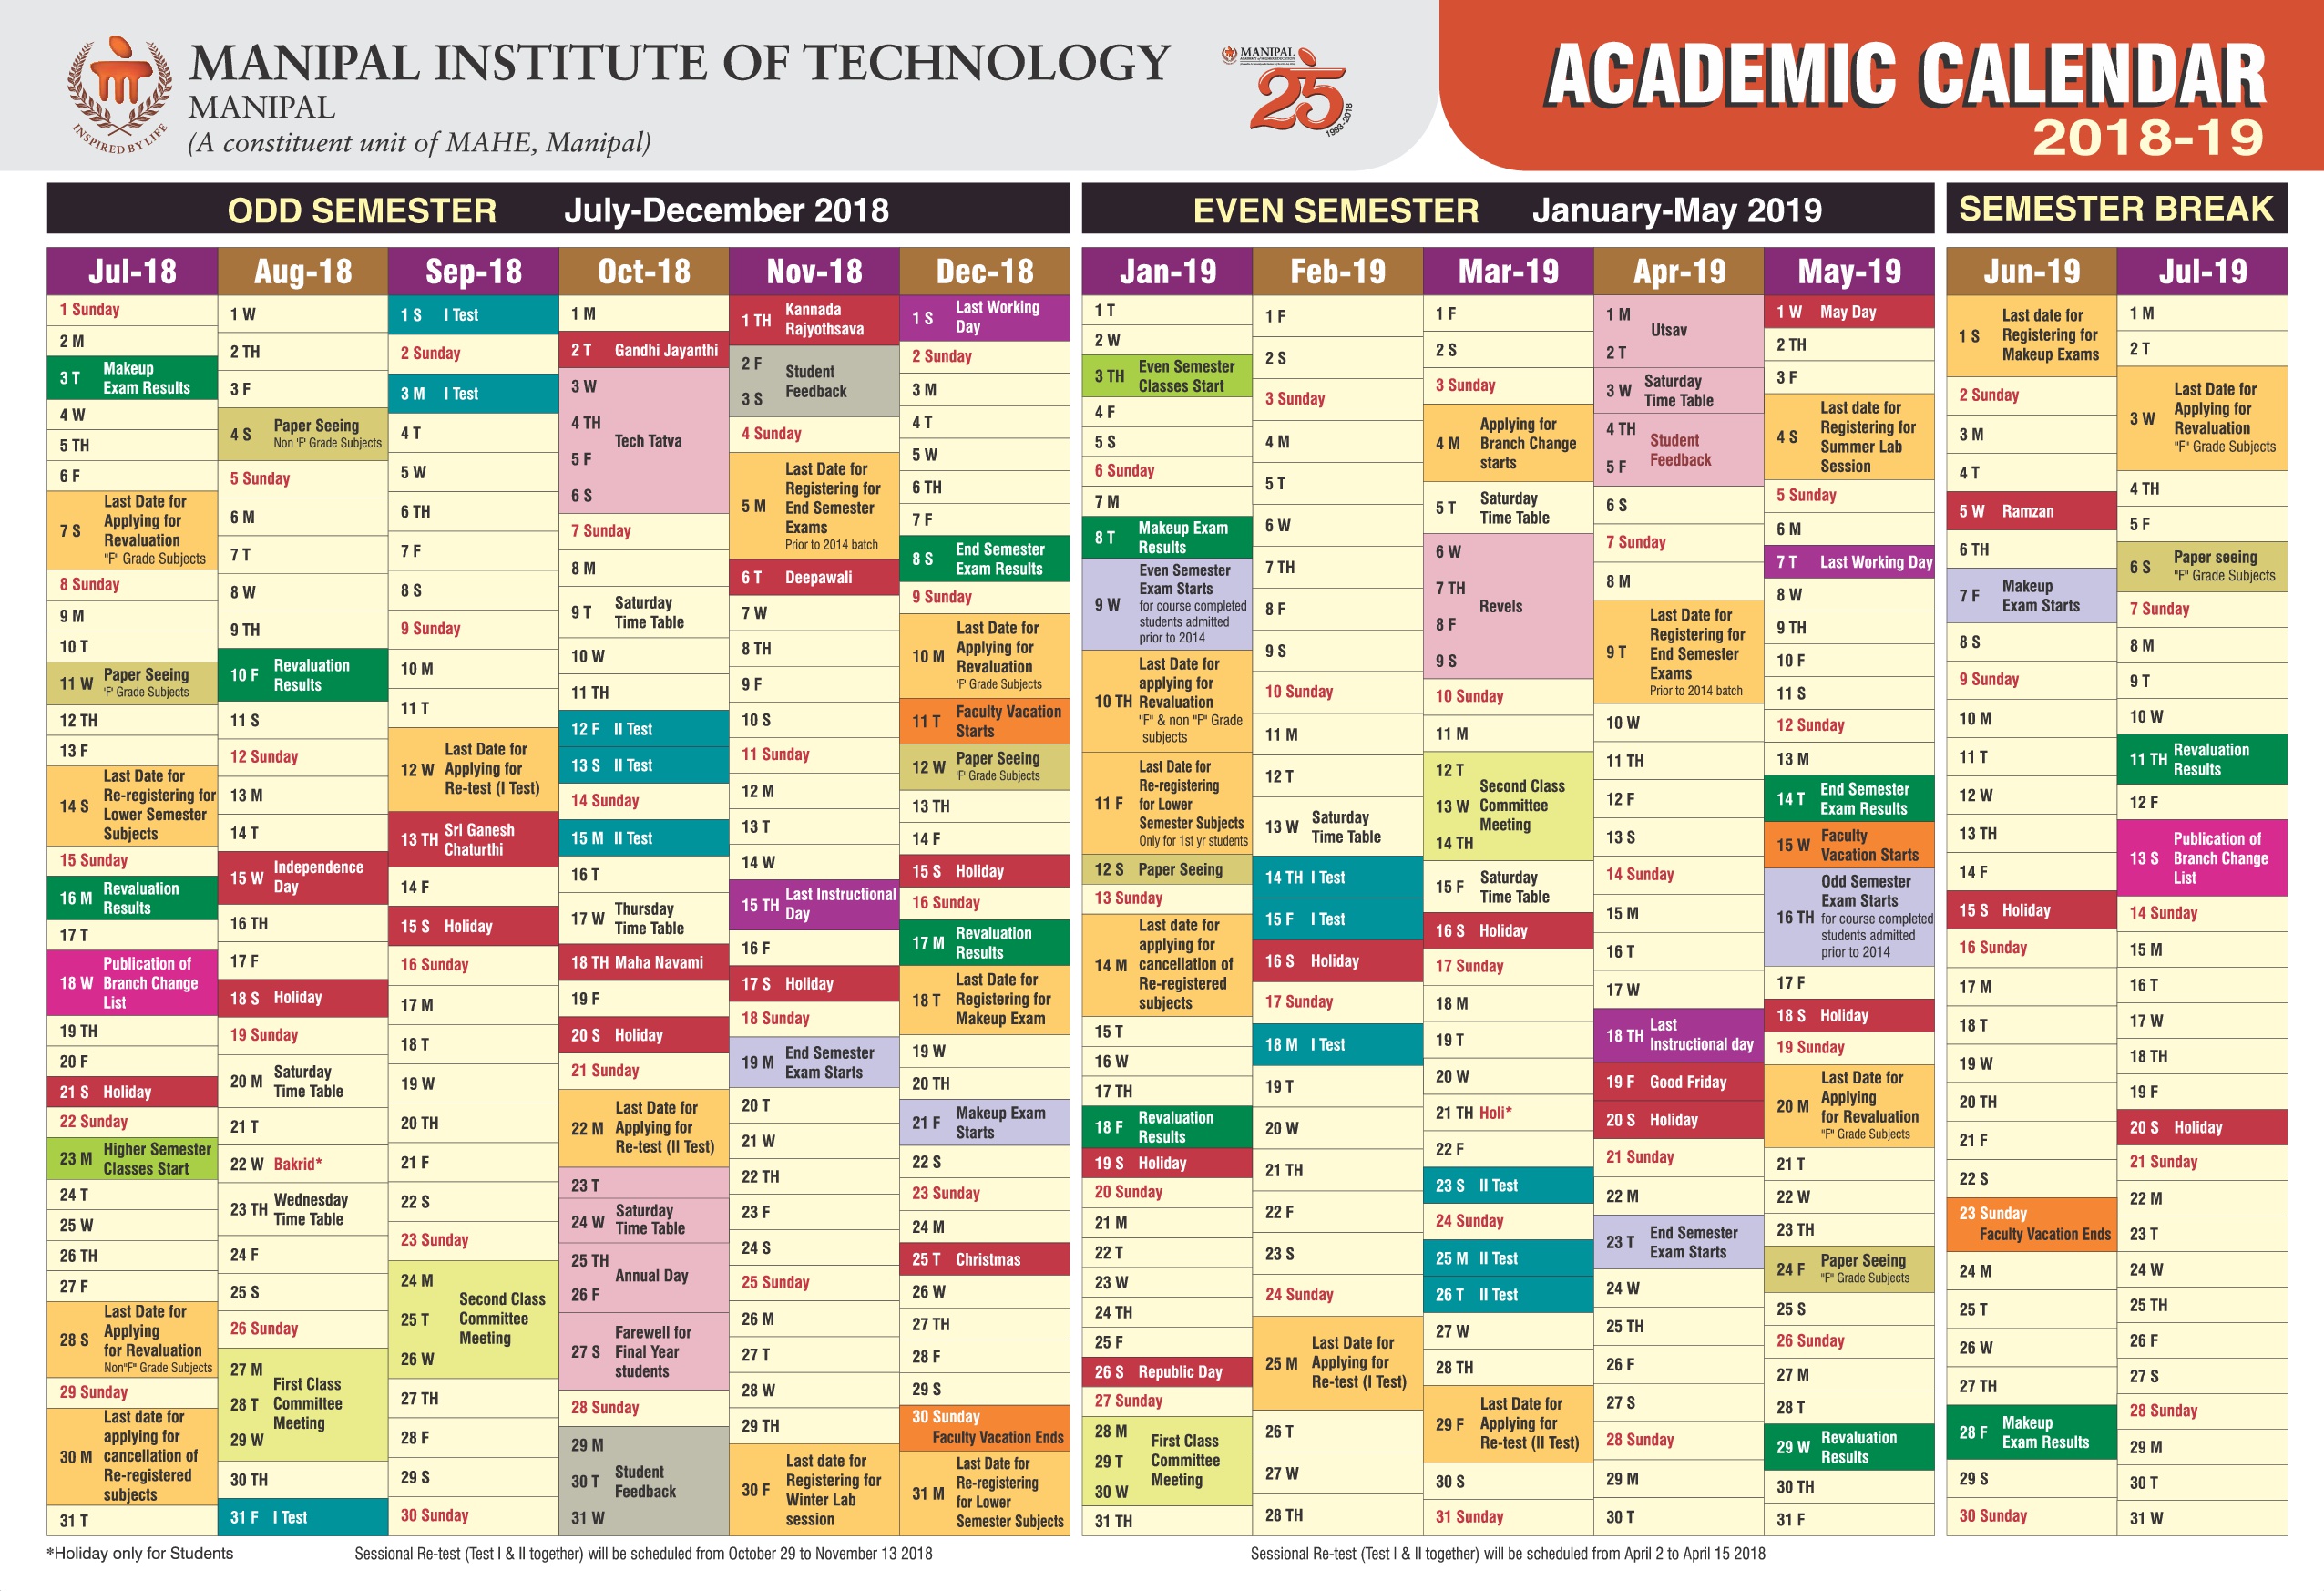 MANIPAL INSTITUTE OF TECHNOLOGY
MANIPAL
(A constituent unit of MAHE, Manipal)
INSPIRED BY LIFE
MANIPAL
25
1993-2018
ACADEMIC CALENDAR
2018-19
ODD SEMESTER July-December 2018
Jul-18
1 Sunday
2 M
3 T Makeup
Exam Results
4 W
5 TH
6 F
7 S Last Date for
Applying for
Revaluation
"F" Grade Subjects
8 Sunday
9 M
10 T
11 W Paper Seeing
'F' Grade Subjects
12 TH
13 F
14 S Last Date for
Re-registering for
Lower Semester
Subjects
15 Sunday
16 M Revaluation
Results
17 T
18 W Publication of
Branch Change
List
19 TH
20 F
21 S Holiday
22 Sunday
23 M Higher Semester
Classes Start
24 T
25 W
26 TH
27 F
28 S Last Date for
Applying
for Revaluation
Non"F" Grade Subjects
29 Sunday
30 M Last date for
applying for
cancellation of
Re-registered
subjects
31 T
Aug-18
1 W
2 TH
3 F
4 S Paper Seeing
Non 'F' Grade Subjects
5 Sunday
6 M
7 T
8 W
9 TH
10 F Revaluation
Results
11 S
12 Sunday
13 M
14 T
15 W Independence
Day
16 TH
17 F
18 S Holiday
19 Sunday
20 M Saturday
Time Table
21 T
22 W Bakrid*
23 TH Wednesday
Time Table
24 F
25 S
26 Sunday
27 M
28 T
29 W
First Class
Committee
Meeting
30 TH
31 F I Test
Sep-18
1 S I Test
2 Sunday
3 M I Test
4 T
5 W
6 TH
7 F
8 S
9 Sunday
10 M
11 T
12 W Last Date for
Applying for
Re-test (I Test)
13 TH Sri Ganesh
Chaturthi
14 F
15 S Holiday
16 Sunday
17 M
18 T
19 W
20 TH
21 F
22 S
23 Sunday
24 M
25 T
26 W
Second Class
Committee
Meeting
27 TH
28 F
29 S
30 Sunday
Oct-18
1 M
2 T Gandhi Jayanthi
3 W
4 TH
5 F
6 S
Tech Tatva
7 Sunday
8 M
9 T Saturday
Time Table
10 W
11 TH
12 F II Test
13 S II Test
14 Sunday
15 M II Test
16 T
17 W Thursday
Time Table
18 TH Maha Navami
19 F
20 S Holiday
21 Sunday
22 M Last Date for
Applying for
Re-test (II Test)
23 T
24 W Saturday
Time Table
25 TH
26 F
Annual Day
27 S Farewell for
Final Year
students
28 Sunday
29 M
30 T
31 W
Student
Feedback
Nov-18
1 TH Kannada
Rajyothsava
2 F
3 S
Student
Feedback
4 Sunday
5 M Last Date for
Registering for
End Semester
Exams
Prior to 2014 batch
6 T Deepawali
7 W
8 TH
9 F
10 S
11 Sunday
12 M
13 T
14 W
15 TH Last Instructional
Day
16 F
17 S Holiday
18 Sunday
19 M End Semester
Exam Starts
20 T
21 W
22 TH
23 F
24 S
25 Sunday
26 M
27 T
28 W
29 TH
30 F Last date for
Registering for
Winter Lab
session
Dec-18
1 S Last Working
Day
2 Sunday
3 M
4 T
5 W
6 TH
7 F
8 S End Semester
Exam Results
9 Sunday
10 M Last Date for
Applying for
Revaluation
'F' Grade Subjects
11 T Faculty Vacation
Starts
12 W Paper Seeing
'F' Grade Subjects
13 TH
14 F
15 S Holiday
16 Sunday
17 M Revaluation
Results
18 T Last Date for
Registering for
Makeup Exam
19 W
20 TH
21 F Makeup Exam
Starts
22 S
23 Sunday
24 M
25 T Christmas
26 W
27 TH
28 F
29 S
30 Sunday
Faculty Vacation Ends
31 M Last Date for
Re-registering
for Lower
Semester Subjects
EVEN SEMESTER January-May 2019
Jan-19
1 T
2 W
3 TH Even Semester
Classes Start
4 F
5 S
6 Sunday
7 M
8 T Makeup Exam
Results
9 W Even Semester
Exam Starts
for course completed
students admitted
prior to 2014
10 TH Last Date for
applying for
Revaluation
"F" & non "F" Grade
subjects
11 F Last Date for
Re-registering
for Lower
Semester Subjects
Only for 1st yr students
12 S Paper Seeing
13 Sunday
14 M Last date for
applying for
cancellation of
Re-registered
subjects
15 T
16 W
17 TH
18 F Revaluation
Results
19 S Holiday
20 Sunday
21 M
22 T
23 W
24 TH
25 F
26 S Republic Day
27 Sunday
28 M
29 T
30 W
First Class
Committee
Meeting
31 TH
Feb-19
1 F
2 S
3 Sunday
4 M
5 T
6 W
7 TH
8 F
9 S
10 Sunday
11 M
12 T
13 W Saturday
Time Table
14 TH I Test
15 F I Test
16 S Holiday
17 Sunday
18 M I Test
19 T
20 W
21 TH
22 F
23 S
24 Sunday
25 M Last Date for
Applying for
Re-test (I Test)
26 T
27 W
28 TH
Mar-19
1 F
2 S
3 Sunday
4 M Applying for
Branch Change
starts
5 T Saturday
Time Table
6 W
7 TH
8 F
9 S
Revels
10 Sunday
11 M
12 T
13 W
14 TH
Second Class
Committee
Meeting
15 F Saturday
Time Table
16 S Holiday
17 Sunday
18 M
19 T
20 W
21 TH Holi*
22 F
23 S II Test
24 Sunday
25 M II Test
26 T II Test
27 W
28 TH
29 F Last Date for
Applying for
Re-test (II Test)
30 S
31 Sunday
Apr-19
1 M
2 T
Utsav
3 W Saturday
Time Table
4 TH
5 F
Student
Feedback
6 S
7 Sunday
8 M
9 T Last Date for
Registering for
End Semester
Exams
Prior to 2014 batch
10 W
11 TH
12 F
13 S
14 Sunday
15 M
16 T
17 W
18 TH Last
Instructional day
19 F Good Friday
20 S Holiday
21 Sunday
22 M
23 T End Semester
Exam Starts
24 W
25 TH
26 F
27 S
28 Sunday
29 M
30 T
May-19
1 W May Day
2 TH
3 F
4 S Last date for
Registering for
Summer Lab
Session
5 Sunday
6 M
7 T Last Working Day
8 W
9 TH
10 F
11 S
12 Sunday
13 M
14 T End Semester
Exam Results
15 W Faculty
Vacation Starts
16 TH Odd Semester
Exam Starts
for course completed
students admitted
prior to 2014
17 F
18 S Holiday
19 Sunday
20 M Last Date for
Applying
for Revaluation
"F" Grade Subjects
21 T
22 W
23 TH
24 F Paper Seeing
"F" Grade Subjects
25 S
26 Sunday
27 M
28 T
29 W Revaluation
Results
30 TH
31 F
SEMESTER BREAK
Jun-19
1 S Last date for
Registering for
Makeup Exams
2 Sunday
3 M
4 T
5 W Ramzan
6 TH
7 F Makeup
Exam Starts
8 S
9 Sunday
10 M
11 T
12 W
13 TH
14 F
15 S Holiday
16 Sunday
17 M
18 T
19 W
20 TH
21 F
22 S
23 Sunday
Faculty Vacation Ends
24 M
25 T
26 W
27 TH
28 F Makeup
Exam Results
29 S
30 Sunday
Jul-19
1 M
2 T
3 W Last Date for
Applying for
Revaluation
"F" Grade Subjects
4 TH
5 F
6 S Paper seeing
"F" Grade Subjects
7 Sunday
8 M
9 T
10 W
11 TH Revaluation
Results
12 F
13 S Publication of
Branch Change
List
14 Sunday
15 M
16 T
17 W
18 TH
19 F
20 S Holiday
21 Sunday
22 M
23 T
24 W
25 TH
26 F
27 S
28 Sunday
29 M
30 T
31 W
*Holiday only for Students
Sessional Re-test (Test I & II together) will be scheduled from October 29 to November 13 2018
Sessional Re-test (Test I & II together) will be scheduled from April 2 to April 15 2018